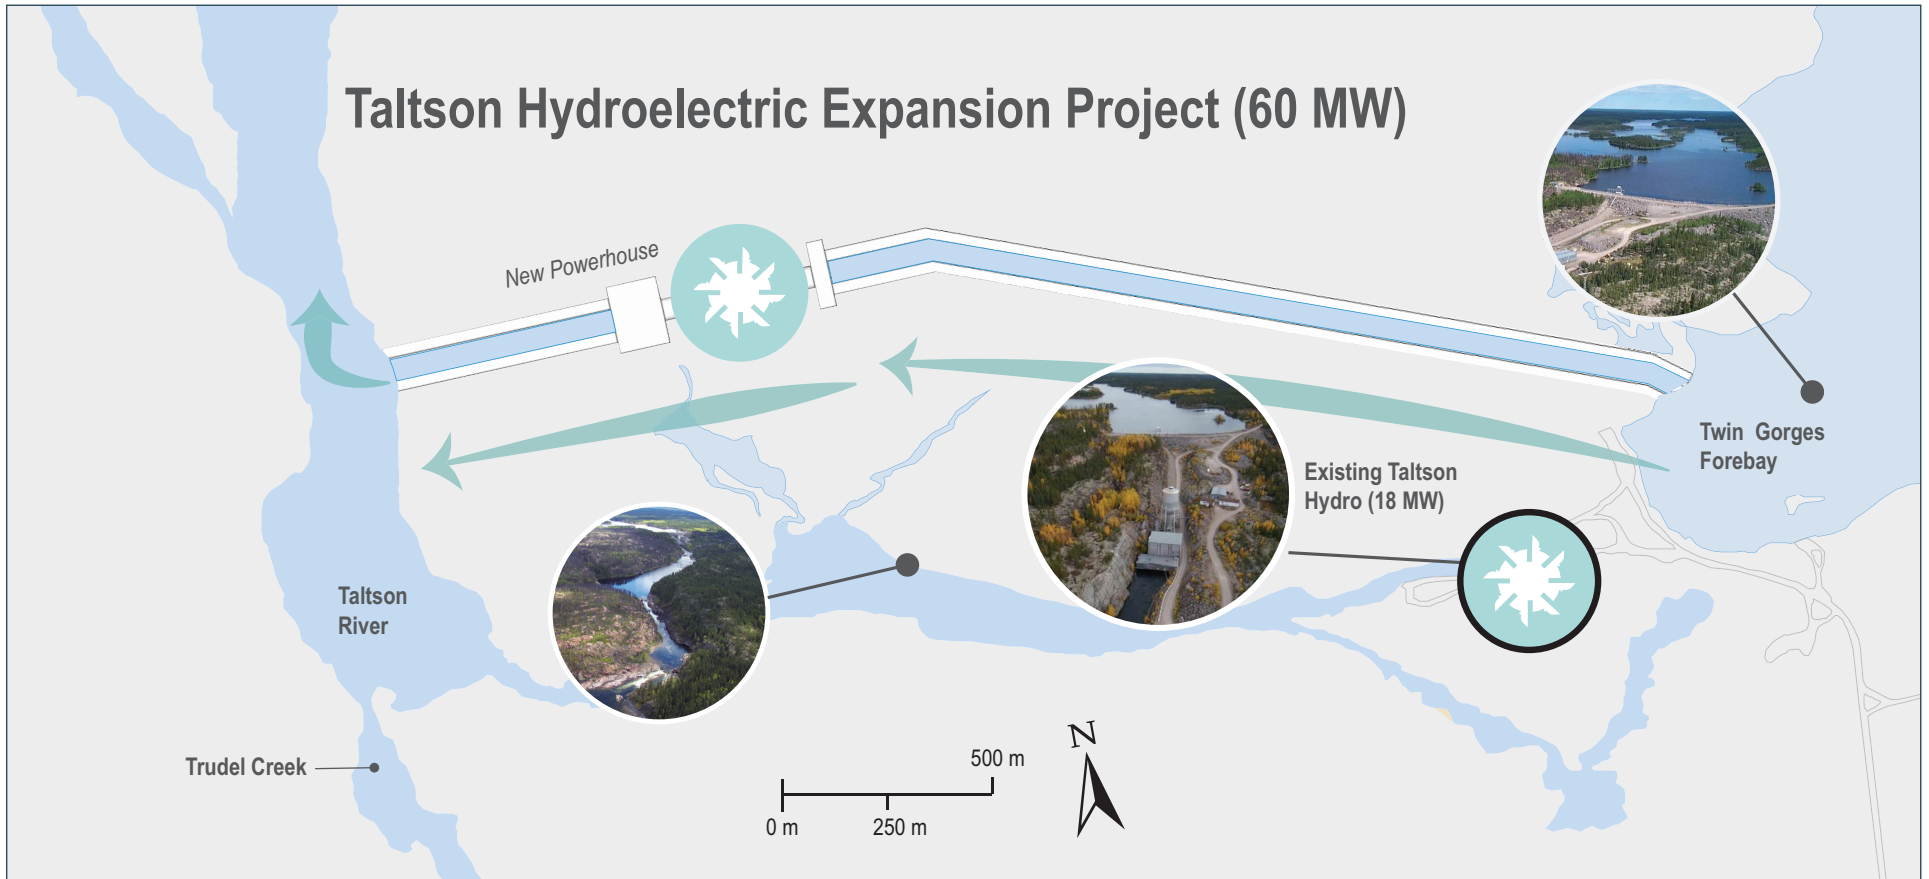 Taltson Hydroelectric Expansion Project (60 MW)
New Powerhouse
Twin Gorges
Forebay
Existing Taltson
Hydro (18 MW)
Taltson
River
Trudel Creek
N
500 m
0 m
250 m